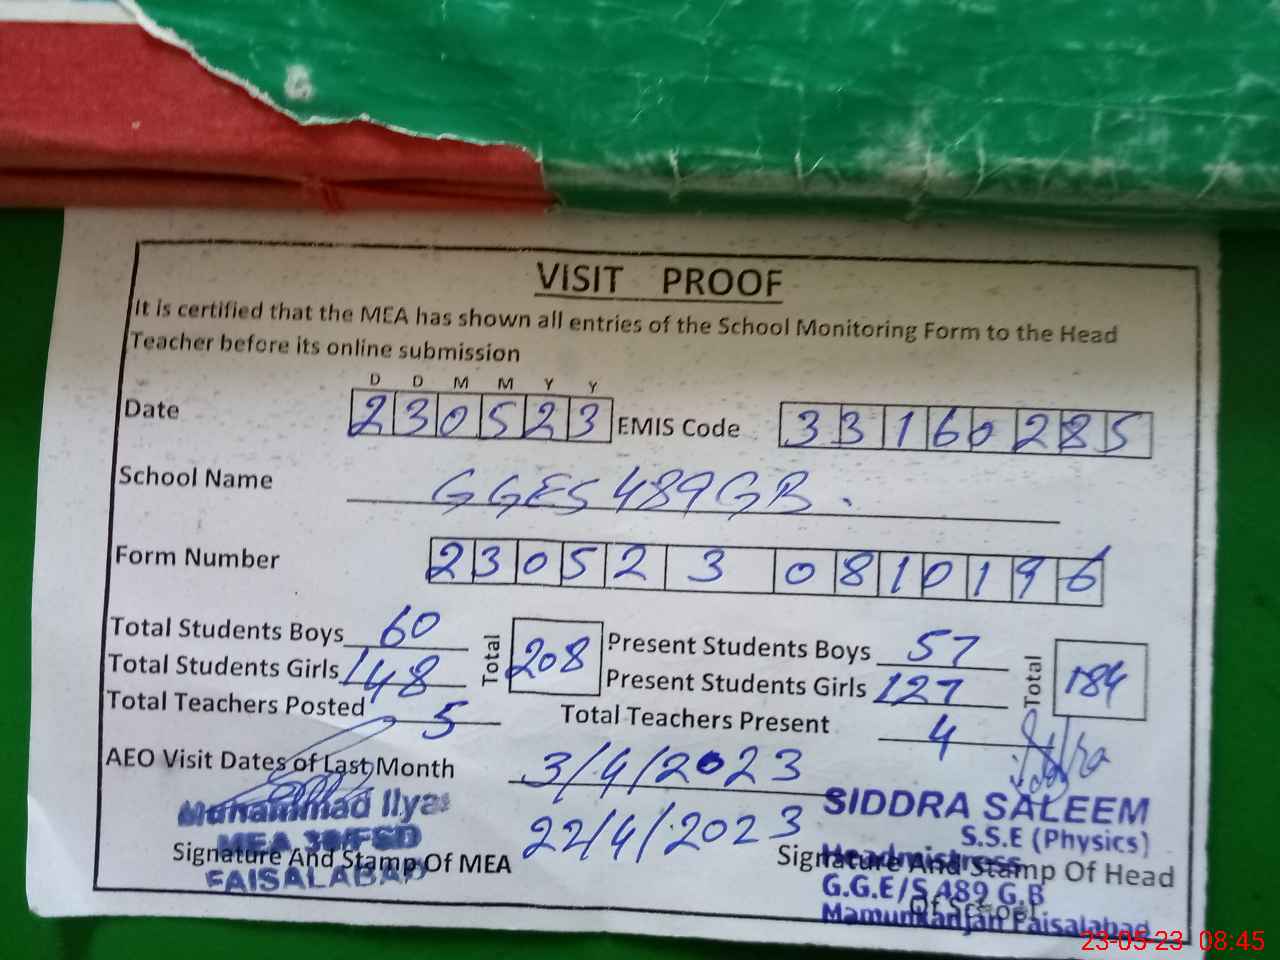 VISIT PROOF
It is certified that the MEA has shown all entries of the School Monitoring Form to the Head
Teacher before its online submission
D D M M Y Y
Date 2 3 0 5 2 3 EMIS Code 3 3 1 6 0 2 8 5
School Name GGES 489 GB.
Form Number 2 3 0 5 2 3 0 8 1 0 1 9 6
Total Students Boys 60 Total 208 Present Students Boys 57 Total 184
Total Students Girls 148 Present Students Girls 127
Total Teachers Posted 5 Total Teachers Present 4
AEO Visit Dates of Last Month 3/4/2023
22/4/2023
Muhammad Ilyas
MEA 39/FSD
FAISALABAD
Signature And Stamp Of MEA
SIDDRA SALEEM
S.S.E (Physics)
Headmistress
G.G.E/S 489 G.B
Mamunkanjan Faisalabad
Signature And Stamp Of Head
Of School
23-05-23 08:45